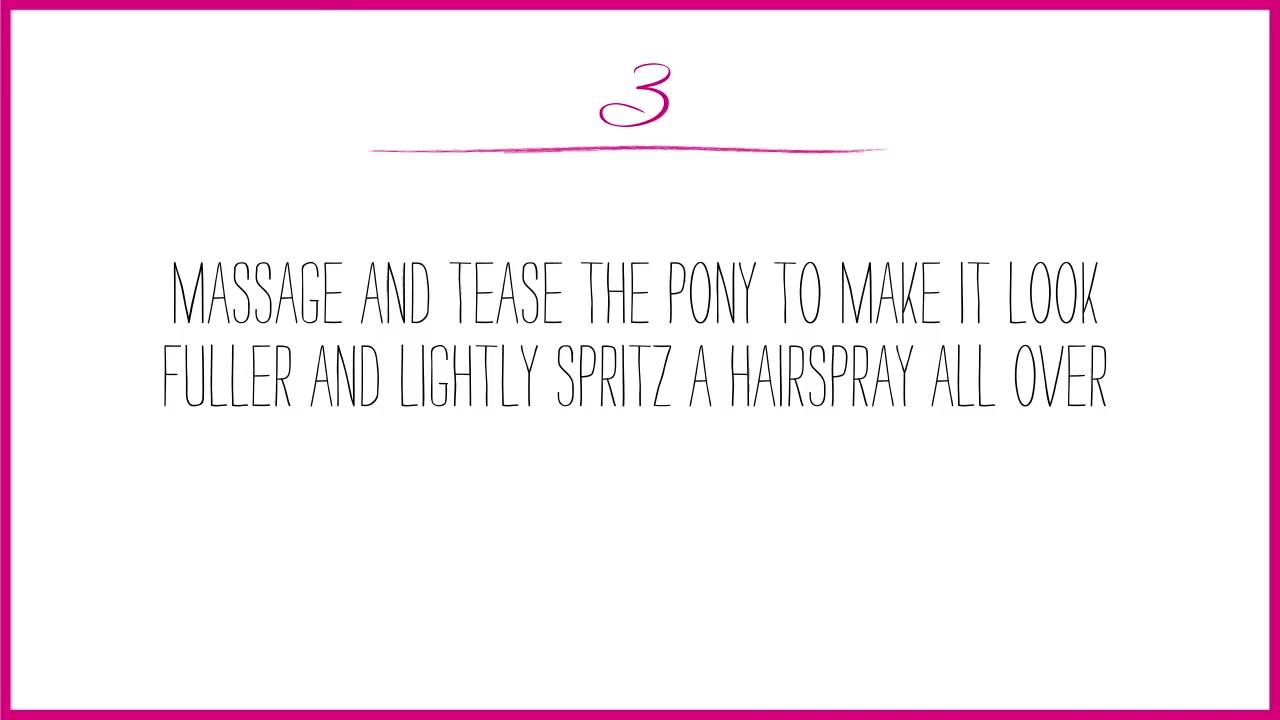 3
MASSAGE AND TEASE THE PONY TO MAKE IT LOOK
FULLER AND LIGHTLY SPRITZ A HAIRSPRAY ALL OVER